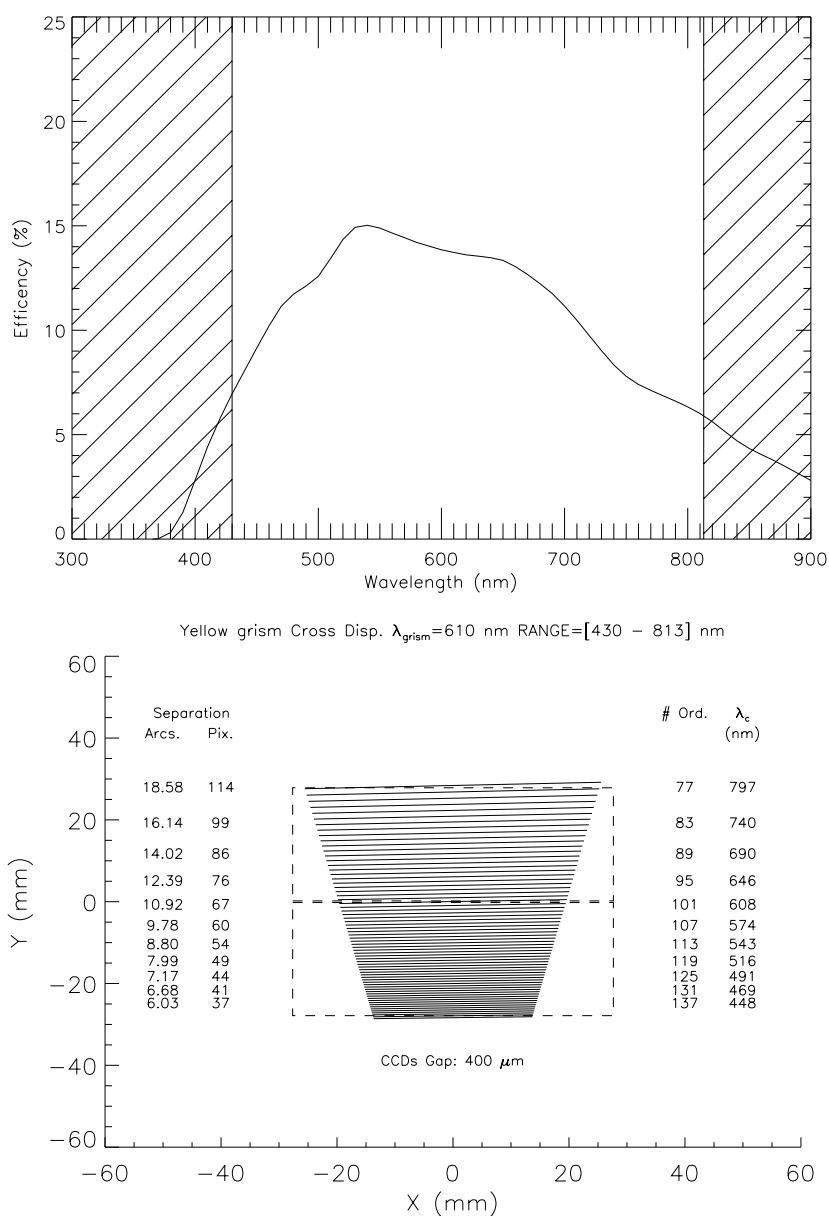 25
20
15
10
5
0
Efficency (%)
300 400 500 600 700 800 900
Wavelength (nm)
Yellow grism Cross Disp. λgrism=610 nm RANGE=[430 − 813] nm
60
40
20
0
−20
−40
−60
Y (mm)
Separation # Ord. λc
Arcs. Pix. (nm)
18.58 114 77 797
16.14 99 83 740
14.02 86 89 690
12.39 76 95 646
10.92 67 101 608
9.78 60 107 574
8.80 54 113 543
7.99 49 119 516
7.17 44 125 491
6.68 41 131 469
6.03 37 137 448
CCDs Gap: 400 μm
−60 −40 −20 0 20 40 60
X (mm)